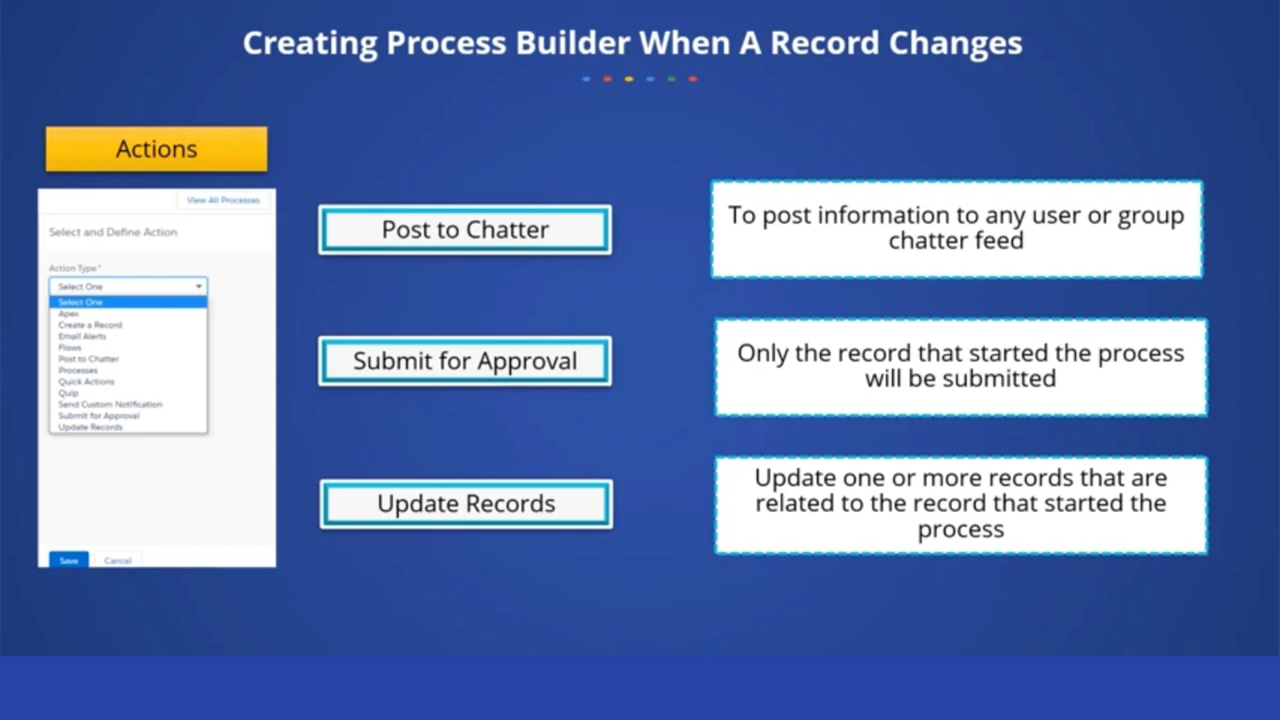 Creating Process Builder When A Record Changes
Actions
View All Processes
Select and Define Action
Action Type*
Select One
Select One
Apex
Create a Record
Email Alerts
Flows
Post to Chatter
Processes
Quick Actions
Quip
Send Custom Notification
Submit for Approval
Update Records
Save
Cancel
Post to Chatter
To post information to any user or group
chatter feed
Submit for Approval
Only the record that started the process
will be submitted
Update Records
Update one or more records that are
related to the record that started the
process